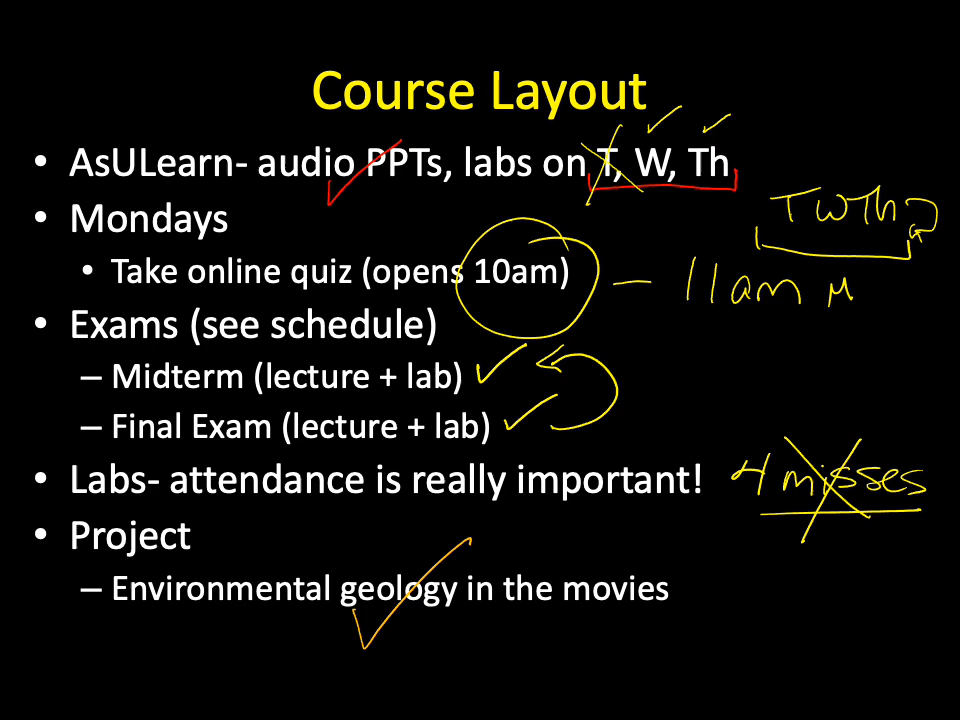 Course Layout
• AsULearn- audio PPTs, labs on T, W, Th
• Mondays
TWTh
• Take online quiz (opens 10am)
– 11am M
• Exams (see schedule)
– Midterm (lecture + lab)
– Final Exam (lecture + lab)
• Labs- attendance is really important!
4 misses
• Project
– Environmental geology in the movies